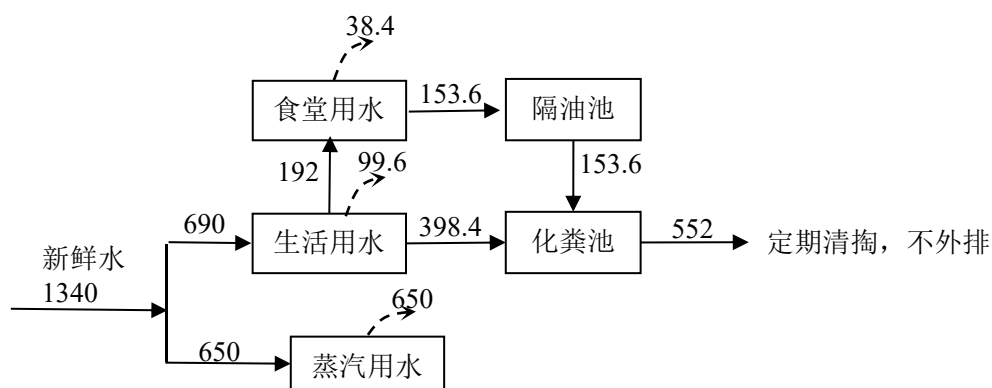 38.4
食堂用水
153.6
隔油池
192
99.6
153.6
690
生活用水
398.4
化粪池
552
定期清掏，不外排
新鲜水
1340
650
650
蒸汽用水